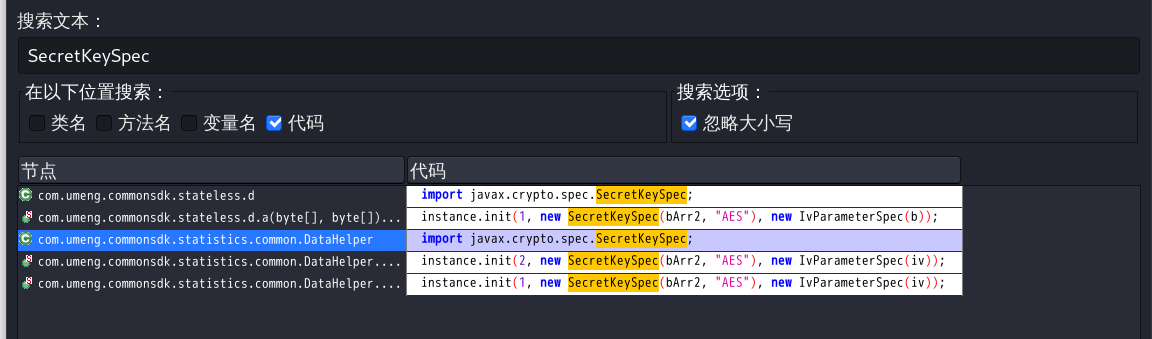 搜索文本：
SecretKeySpec
在以下位置搜索： 搜索选项：
类名 方法名 变量名 代码 忽略大小写
节点 代码
com.umeng.commonsdk.stateless.d import javax.crypto.spec.SecretKeySpec;
com.umeng.commonsdk.stateless.d.a(byte[], byte[])... instance.init(1, new SecretKeySpec(bArr2, "AES"), new IvParameterSpec(b));
com.umeng.commonsdk.statistics.common.DataHelper import javax.crypto.spec.SecretKeySpec;
com.umeng.commonsdk.statistics.common.DataHelper.... instance.init(2, new SecretKeySpec(bArr2, "AES"), new IvParameterSpec(iv));
com.umeng.commonsdk.statistics.common.DataHelper.... instance.init(1, new SecretKeySpec(bArr2, "AES"), new IvParameterSpec(iv));